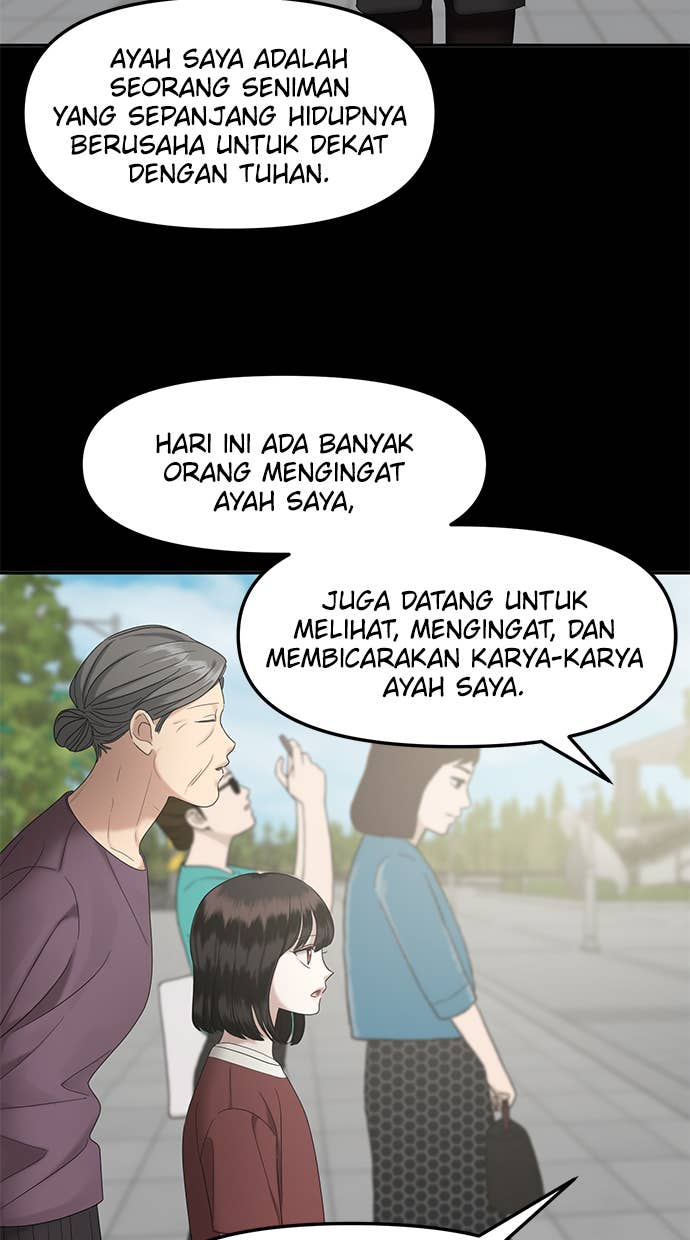 AYAH SAYA ADALAH
SEORANG SENIMAN
YANG SEPANJANG HIDUPNYA
BERUSAHA UNTUK DEKAT
DENGAN TUHAN.
HARI INI ADA BANYAK
ORANG MENGINGAT
AYAH SAYA,
JUGA DATANG UNTUK
MELIHAT, MENGINGAT, DAN
MEMBICARAKAN KARYA-KARYA
AYAH SAYA.